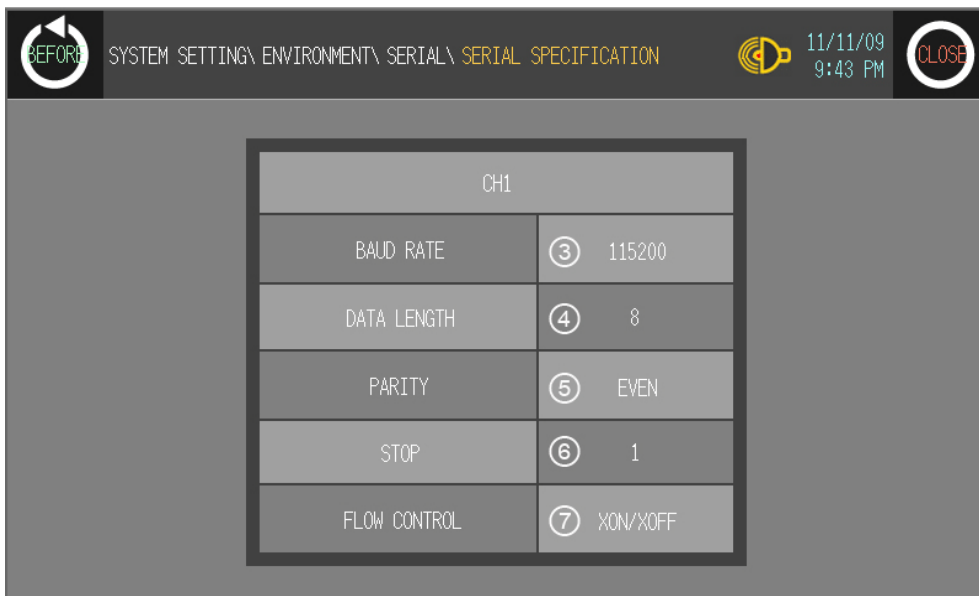 BEFORE SYSTEM SETTING\ ENVIRONMENT\ SERIAL\ SERIAL SPECIFICATION 11/11/09 CLOSE
9:43 PM
CH1
BAUD RATE ③ 115200
DATA LENGTH ④ 8
PARITY ⑤ EVEN
STOP ⑥ 1
FLOW CONTROL ⑦ XON/XOFF